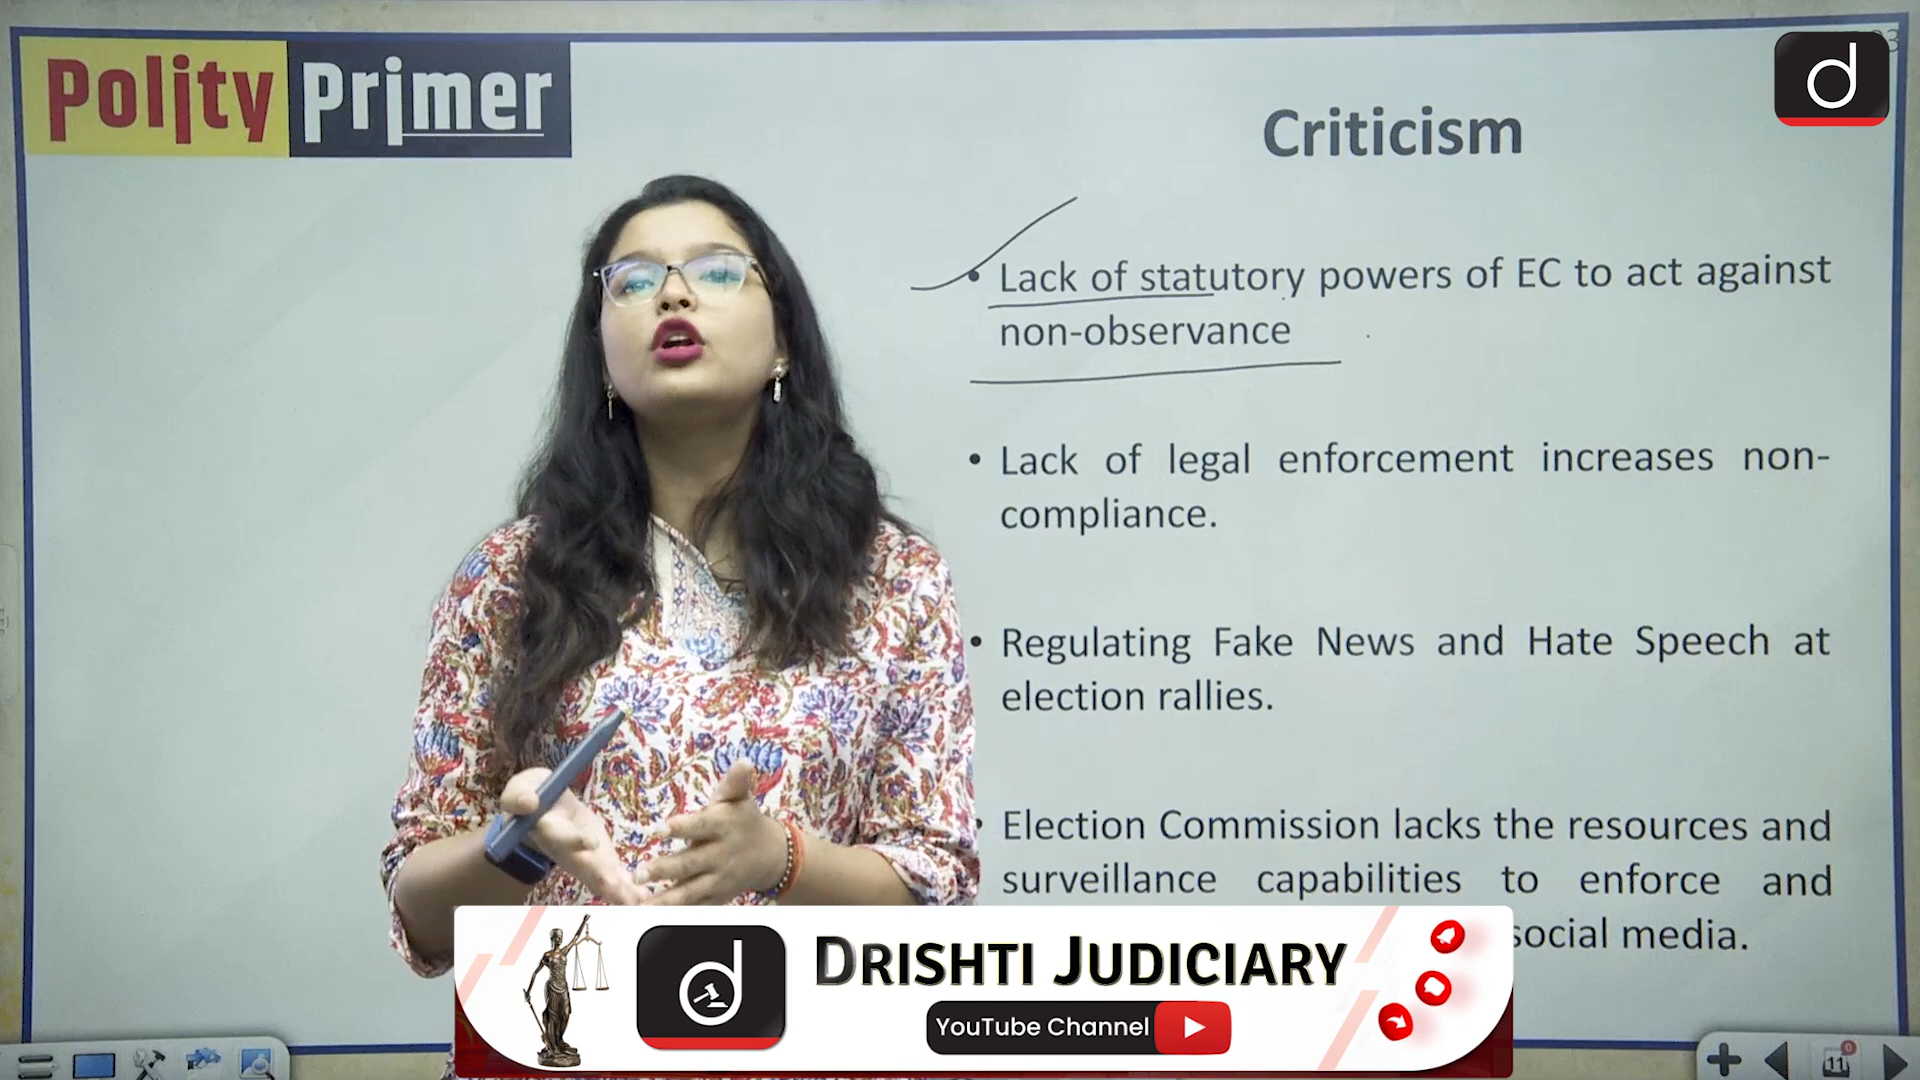 Polity Primer
Criticism
• Lack of statutory powers of EC to act against
non-observance
• Lack of legal enforcement increases non-
compliance.
• Regulating Fake News and Hate Speech at
election rallies.
• Election Commission lacks the resources and
surveillance capabilities to enforce and
social media.
DRISHTI JUDICIARY
YouTube Channel
11